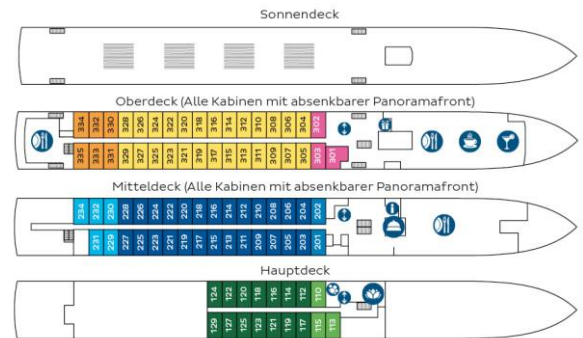 Sonnendeck
Oberdeck (Alle Kabinen mit absenkbarer Panoramafront)
334 332 330 328 326 324 322 320 318 316 314 312 310 308 306 304 302
335 333 331 329 327 325 323 321 319 317 315 313 311 309 307 305 303 301
Mitteldeck (Alle Kabinen mit absenkbarer Panoramafront)
234 232 230 228 226 224 222 220 218 216 214 212 210 208 206 204 202
231 229 227 225 223 221 219 217 215 213 211 209 207 205 203 201
Hauptdeck
124 122 120 118 116 114 112 110
129 127 125 123 121 119 117 115 113